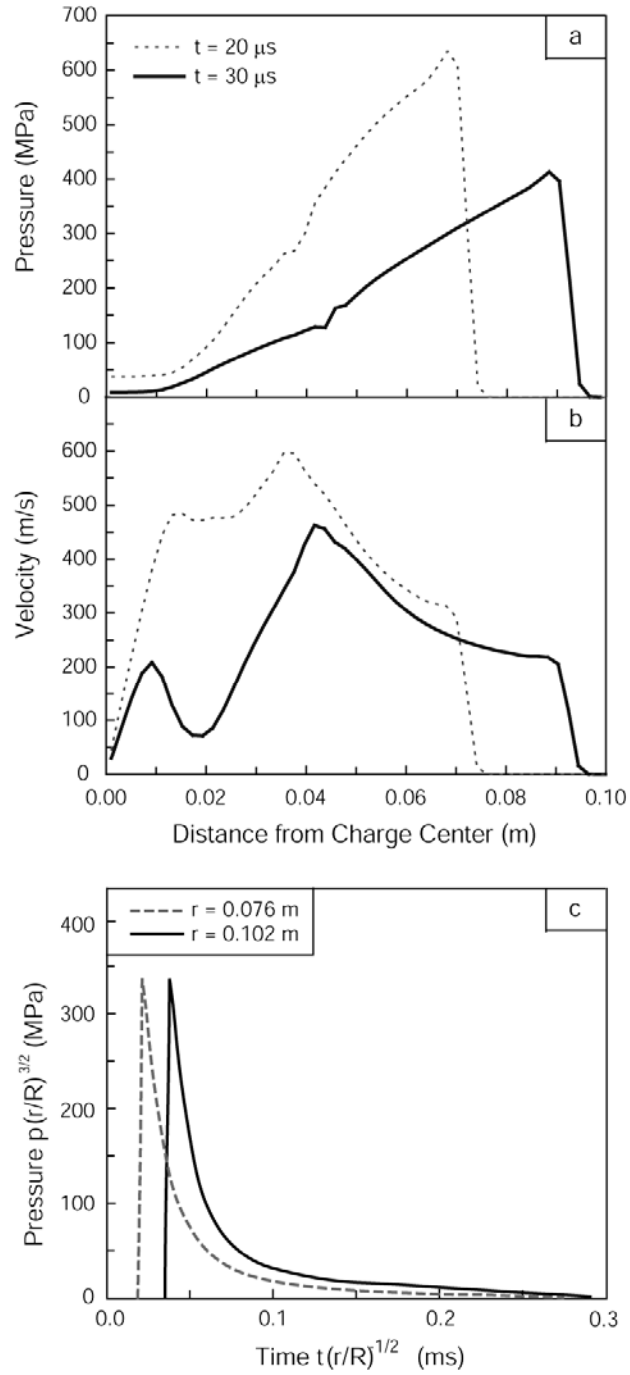 700
600
500
400
300
200
100
0
Pressure (MPa)
t = 20 μs
t = 30 μs
a
600
500
400
300
200
100
0
Velocity (m/s)
b
0.00 0.02 0.04 0.06 0.08 0.10
Distance from Charge Center (m)
400
300
200
100
0
Pressure p(r/R)^3/2 (MPa)
r = 0.076 m
r = 0.102 m
c
0.0 0.1 0.2 0.3
Time t(r/R)^-1/2 (ms)